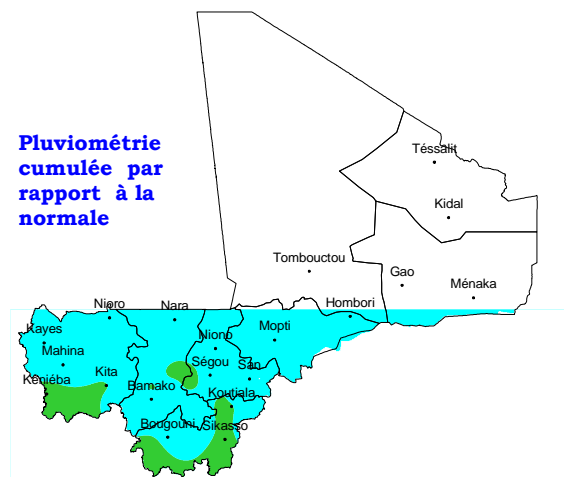 Pluviométrie
cumulée par
rapport à la
normale
Téssalit
Kidal
Tombouctou
Gao
Ménaka
Hombori
Nioro
Nara
Kayes
Niono
Mopti
Mahina
Kita
Ségou
San
Kéniéba
Bamako
Koutiala
Bougouni
Sikasso